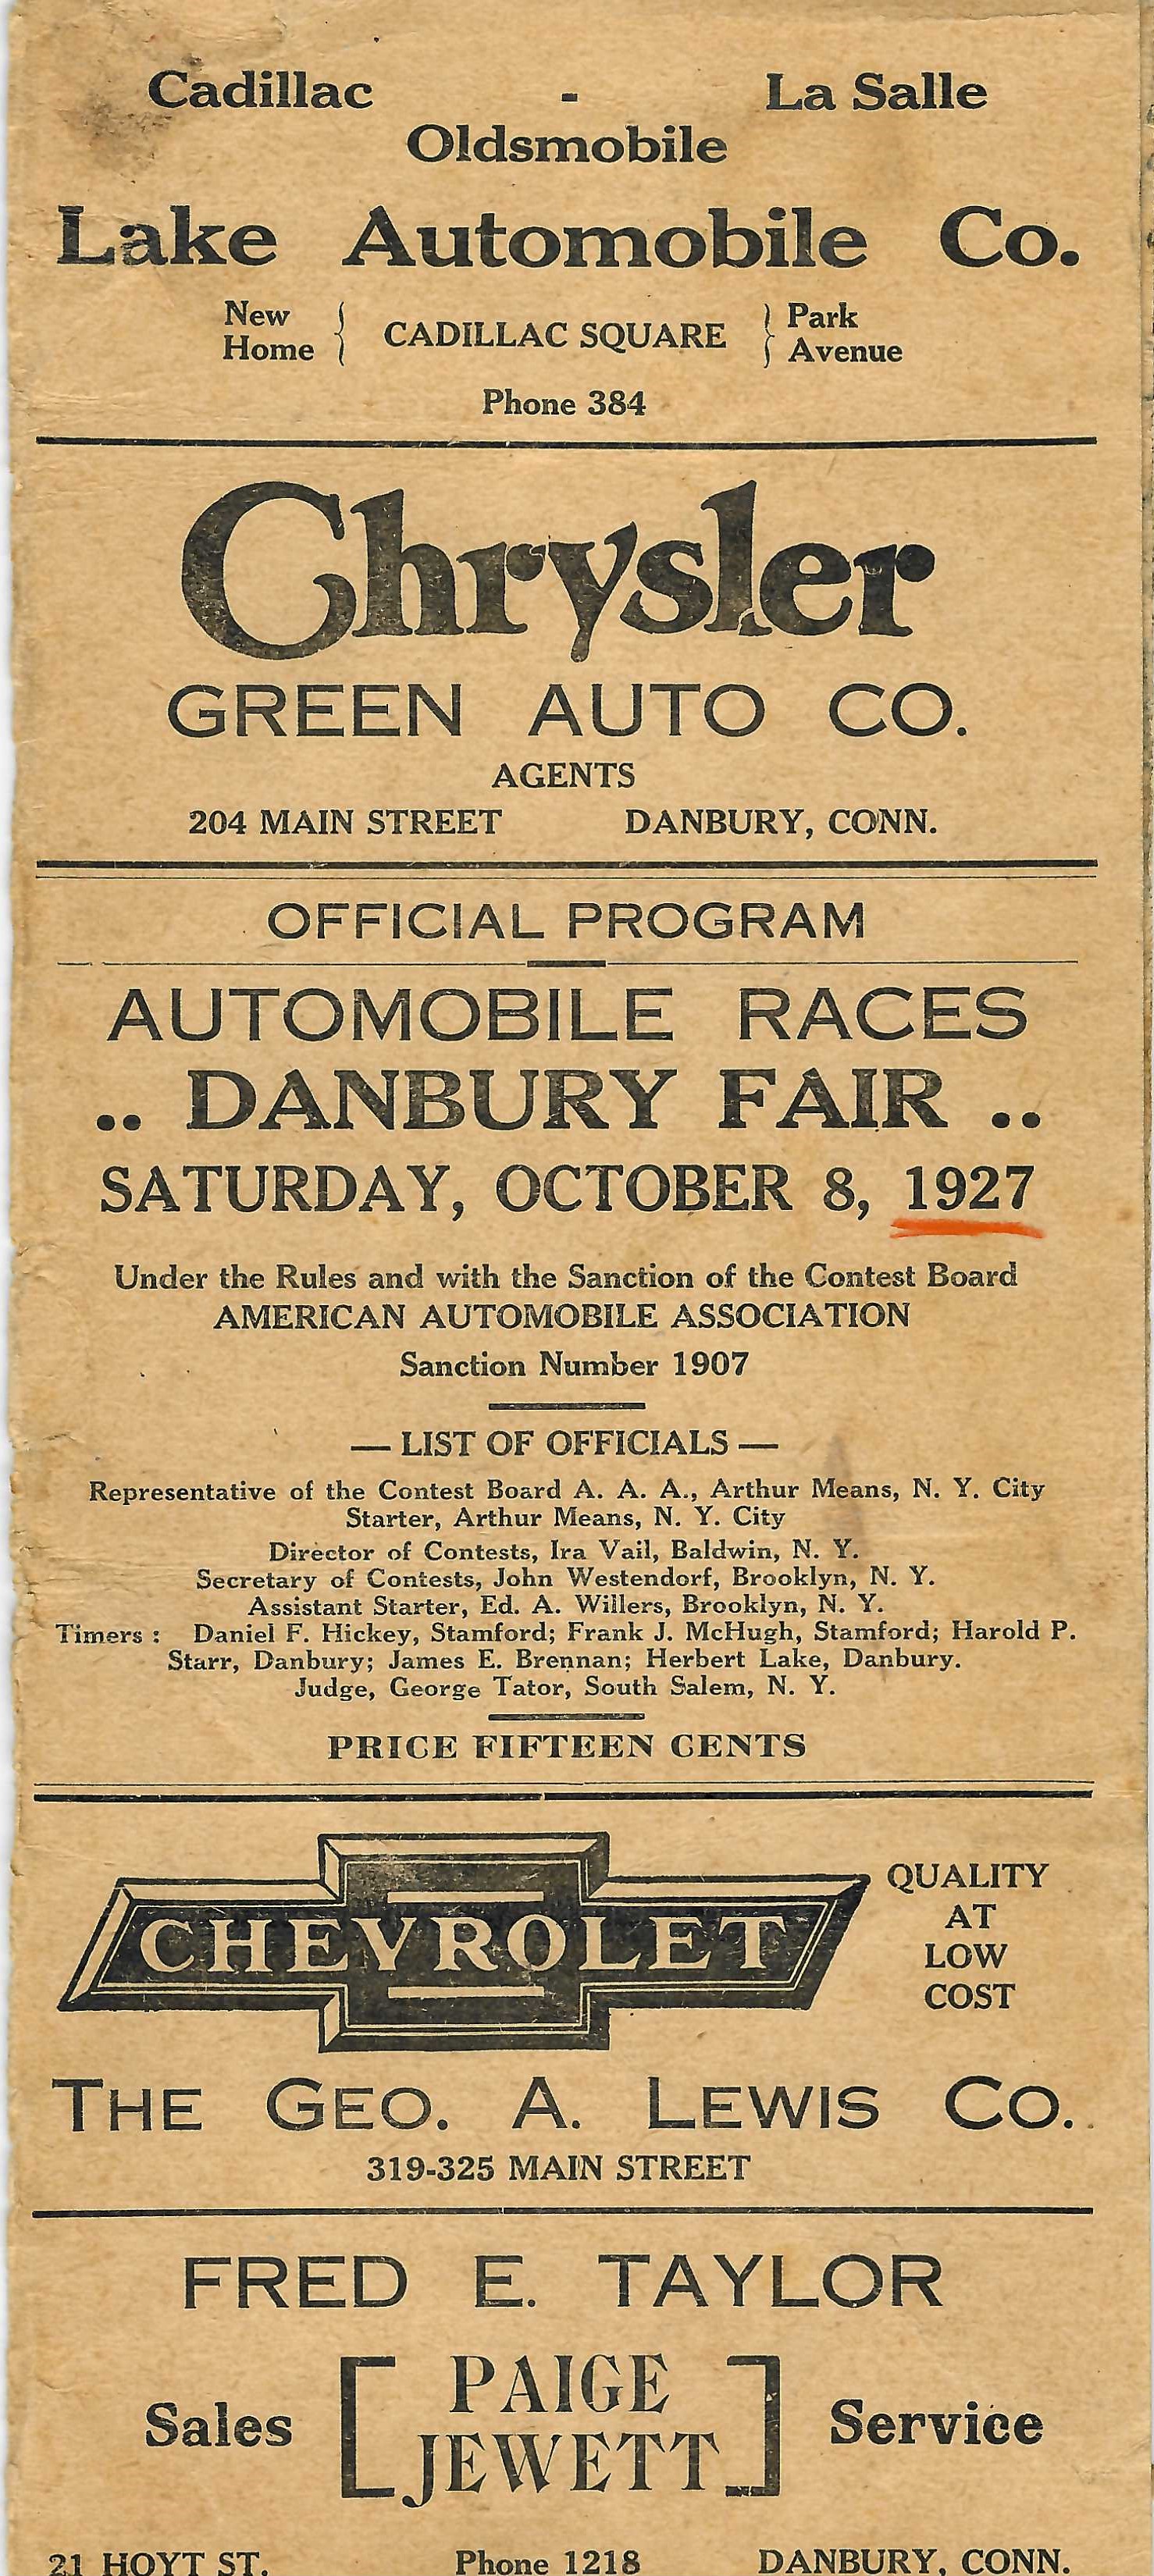 Cadillac - La Salle
Oldsmobile
Lake Automobile Co.
New Home { CADILLAC SQUARE } Park Avenue
Phone 384
Chrysler
GREEN AUTO CO.
AGENTS
204 MAIN STREET DANBURY, CONN.
OFFICIAL PROGRAM
AUTOMOBILE RACES
.. DANBURY FAIR ..
SATURDAY, OCTOBER 8, 1927
Under the Rules and with the Sanction of the Contest Board
AMERICAN AUTOMOBILE ASSOCIATION
Sanction Number 1907
— LIST OF OFFICIALS —
Representative of the Contest Board A. A. A., Arthur Means, N. Y. City
Starter, Arthur Means, N. Y. City
Director of Contests, Ira Vail, Baldwin, N. Y.
Secretary of Contests, John Westendorf, Brooklyn, N. Y.
Assistant Starter, Ed. A. Willers, Brooklyn, N. Y.
Timers : Daniel F. Hickey, Stamford; Frank J. McHugh, Stamford; Harold P.
Starr, Danbury; James E. Brennan; Herbert Lake, Danbury.
Judge, George Tator, South Salem, N. Y.
PRICE FIFTEEN CENTS
CHEVROLET
QUALITY
AT
LOW
COST
THE GEO. A. LEWIS CO.
319-325 MAIN STREET
FRED E. TAYLOR
Sales [ PAIGE JEWETT ] Service
21 HOYT ST. Phone 1218 DANBURY, CONN.